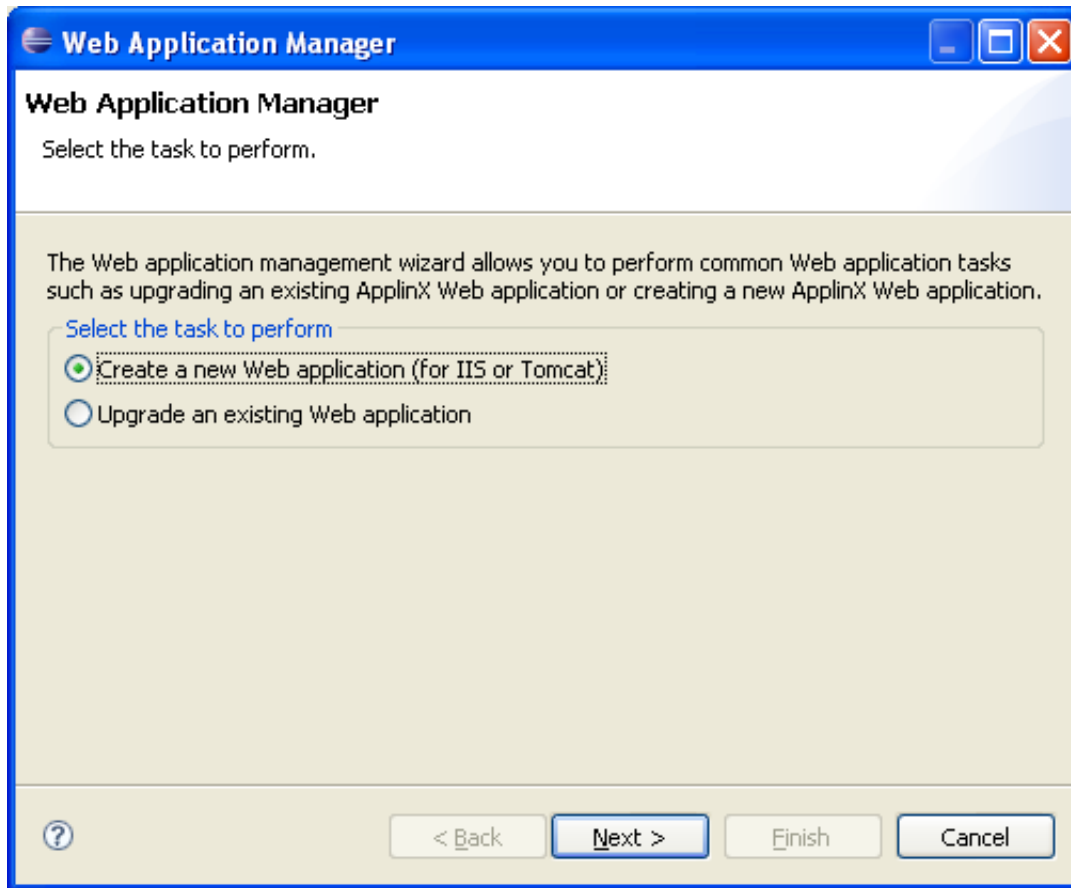 Web Application Manager
Web Application Manager
Select the task to perform.
The Web application management wizard allows you to perform common Web application tasks
such as upgrading an existing ApplinX Web application or creating a new ApplinX Web application.
Select the task to perform
Create a new Web application (for IIS or Tomcat)
Upgrade an existing Web application
? < Back Next > Finish Cancel